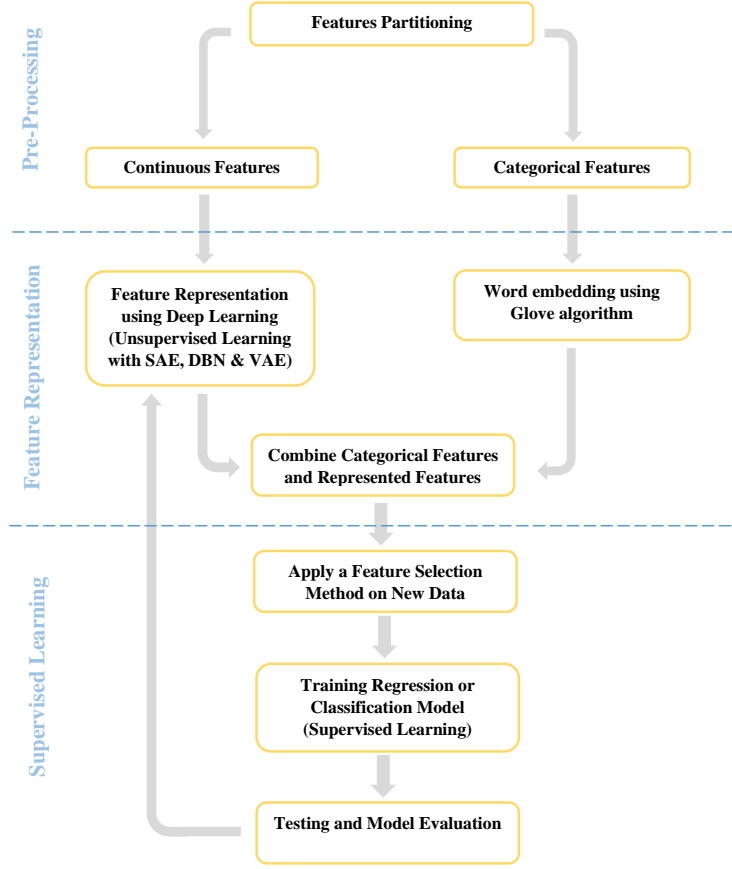 Pre-Processing
Features Partitioning
Continuous Features
Categorical Features
Feature Representation
Feature Representation
using Deep Learning
(Unsupervised Learning
with SAE, DBN & VAE)
Word embedding using
Glove algorithm
Combine Categorical Features
and Represented Features
Supervised Learning
Apply a Feature Selection
Method on New Data
Training Regression or
Classification Model
(Supervised Learning)
Testing and Model Evaluation